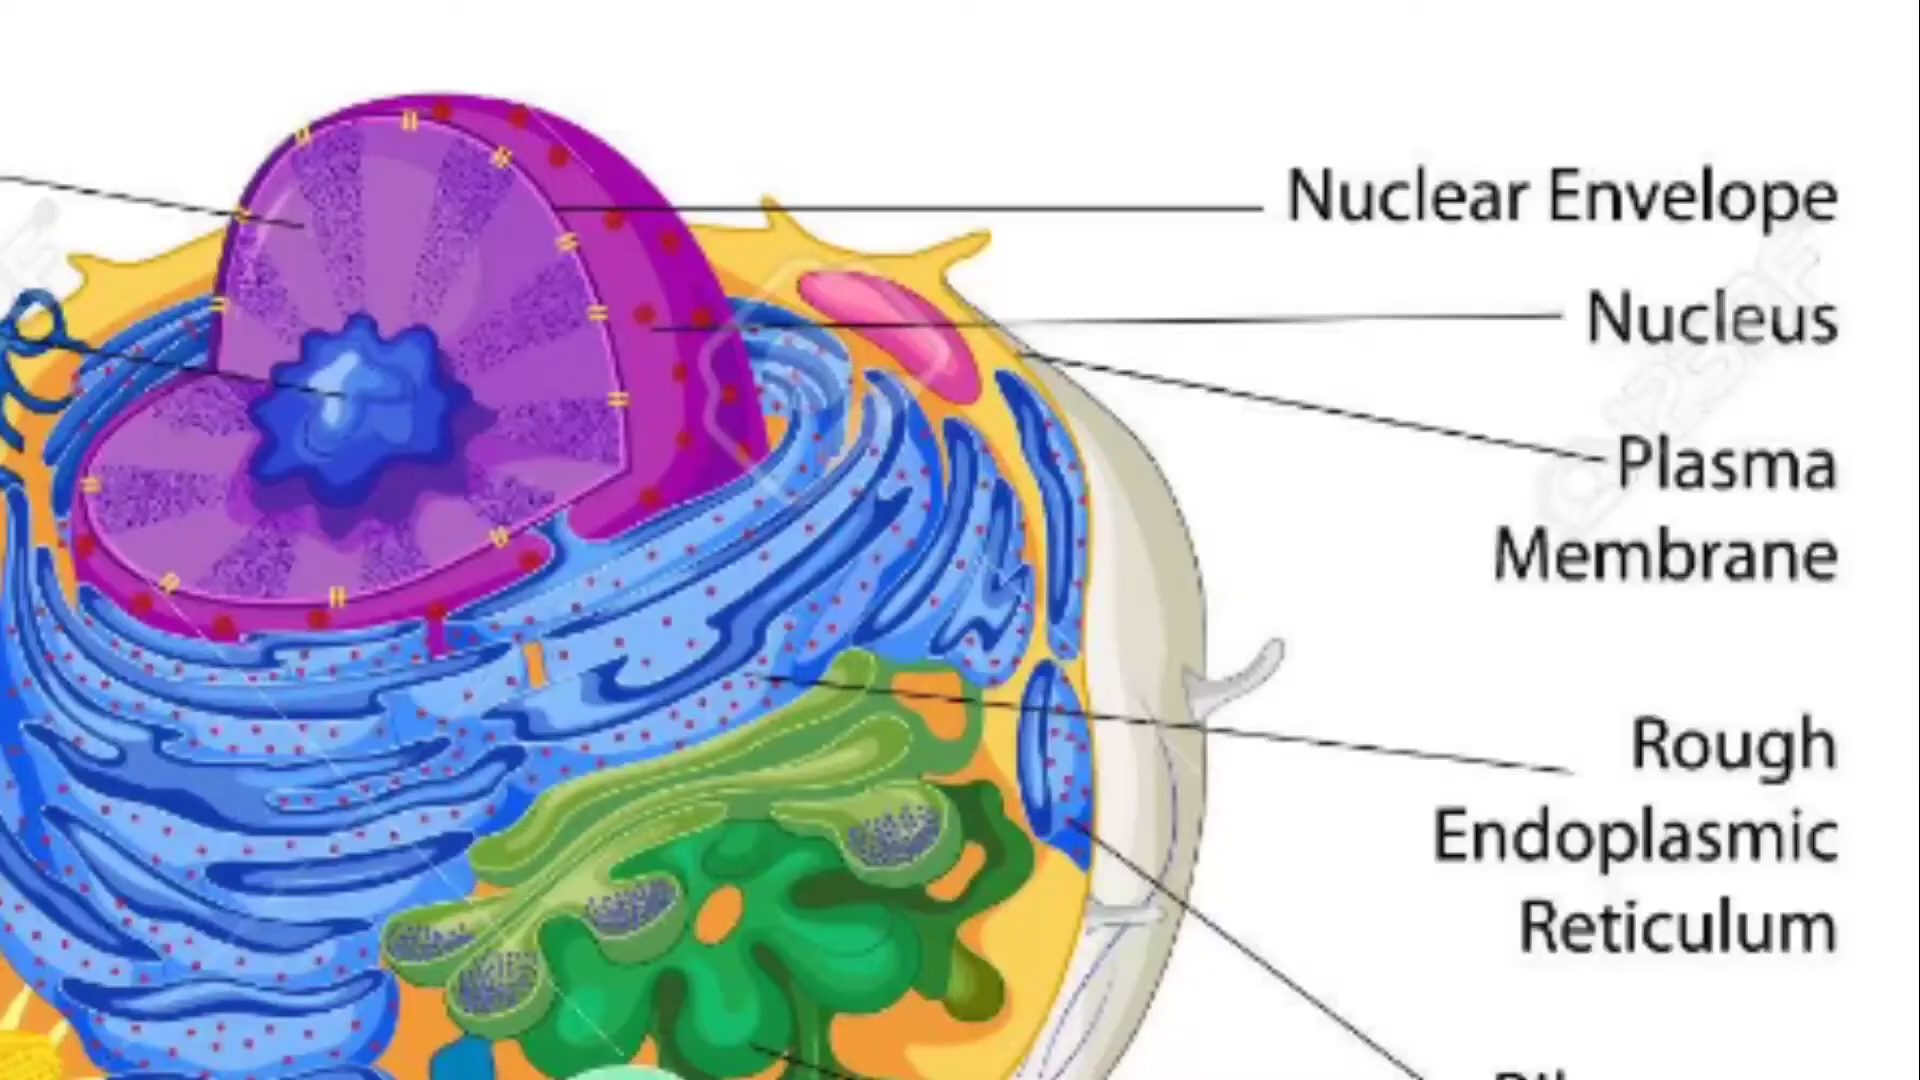 Nuclear Envelope
Nucleus
Plasma
Membrane
Rough
Endoplasmic
Reticulum